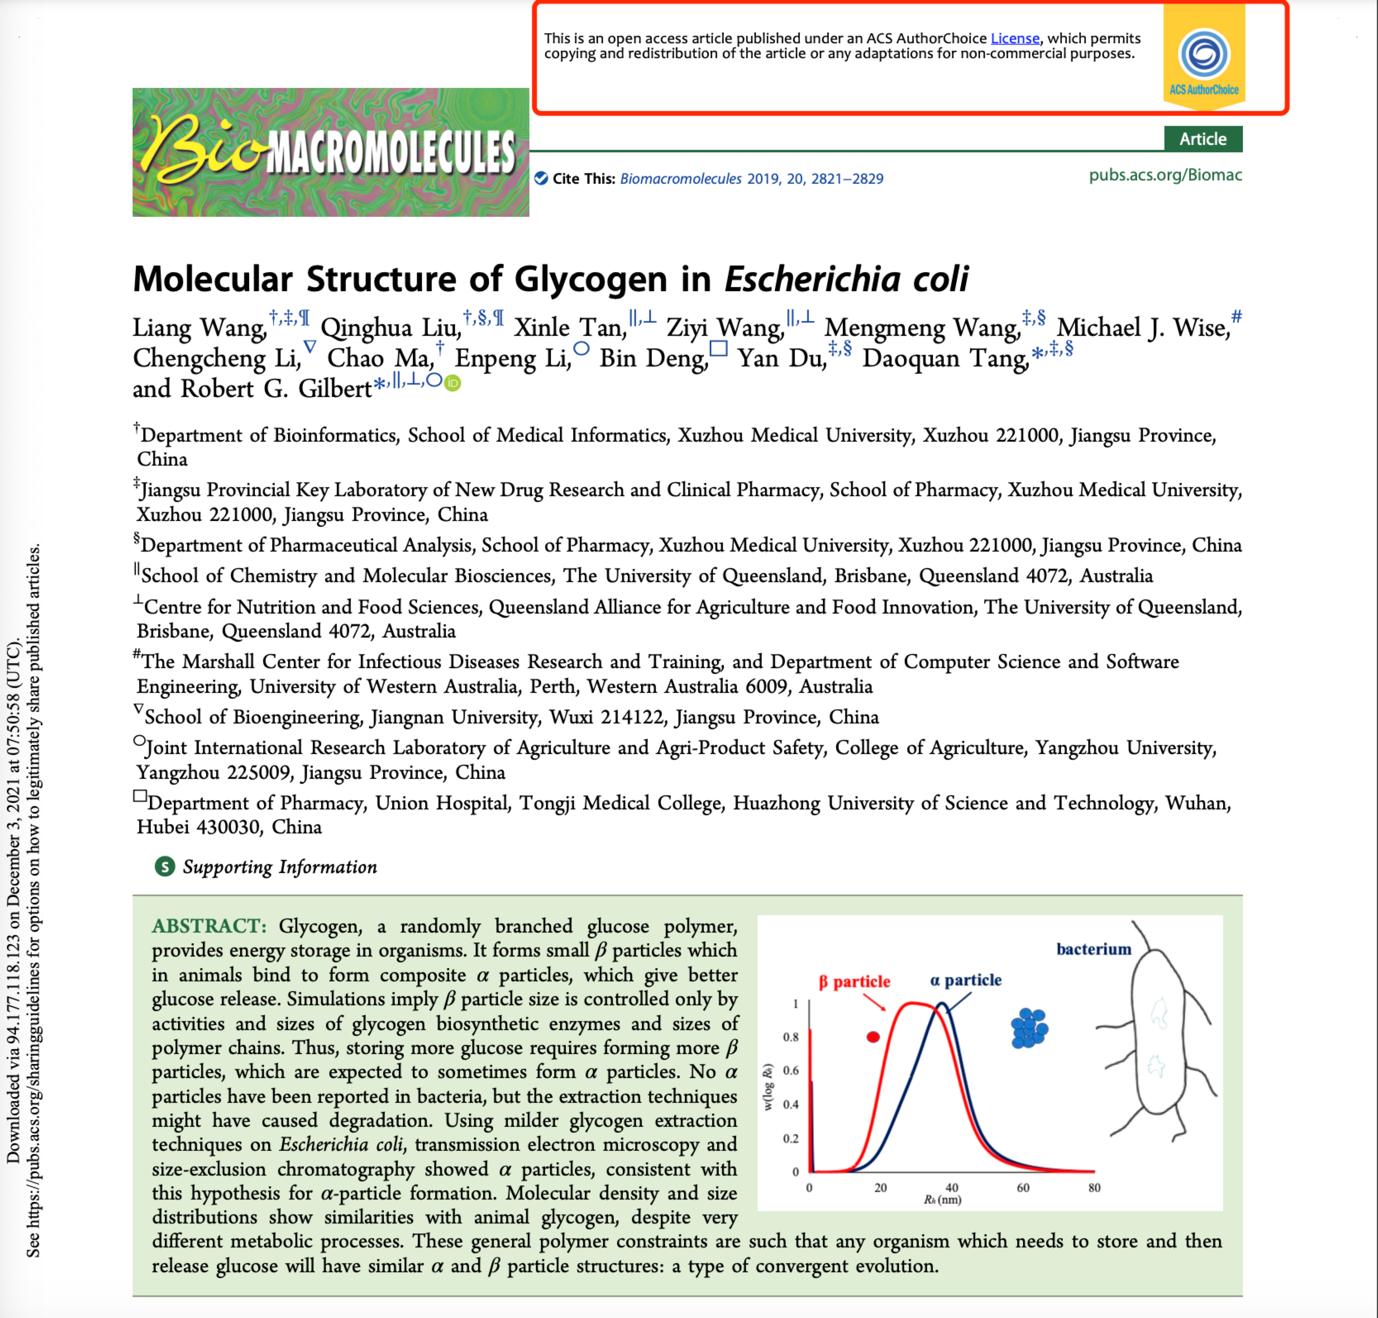 This is an open access article published under an ACS AuthorChoice License, which permits
copying and redistribution of the article or any adaptations for non-commercial purposes.
ACS AuthorChoice
BioMACROMOLECULES
Article
Cite This: Biomacromolecules 2019, 20, 2821−2829
pubs.acs.org/Biomac
Molecular Structure of Glycogen in Escherichia coli
Liang Wang,†,‡,¶ Qinghua Liu,†,§,¶ Xinle Tan,∥,⊥ Ziyi Wang,∥,⊥ Mengmeng Wang,‡,§ Michael J. Wise,#
Chengcheng Li,∇ Chao Ma,† Enpeng Li,○ Bin Deng,□ Yan Du,‡,§ Daoquan Tang,*,‡,§
and Robert G. Gilbert*,∥,⊥,○ iD
†Department of Bioinformatics, School of Medical Informatics, Xuzhou Medical University, Xuzhou 221000, Jiangsu Province,
China
‡Jiangsu Provincial Key Laboratory of New Drug Research and Clinical Pharmacy, School of Pharmacy, Xuzhou Medical University,
Xuzhou 221000, Jiangsu Province, China
§Department of Pharmaceutical Analysis, School of Pharmacy, Xuzhou Medical University, Xuzhou 221000, Jiangsu Province, China
∥School of Chemistry and Molecular Biosciences, The University of Queensland, Brisbane, Queensland 4072, Australia
⊥Centre for Nutrition and Food Sciences, Queensland Alliance for Agriculture and Food Innovation, The University of Queensland,
Brisbane, Queensland 4072, Australia
#The Marshall Center for Infectious Diseases Research and Training, and Department of Computer Science and Software
Engineering, University of Western Australia, Perth, Western Australia 6009, Australia
∇School of Bioengineering, Jiangnan University, Wuxi 214122, Jiangsu Province, China
○Joint International Research Laboratory of Agriculture and Agri-Product Safety, College of Agriculture, Yangzhou University,
Yangzhou 225009, Jiangsu Province, China
□Department of Pharmacy, Union Hospital, Tongji Medical College, Huazhong University of Science and Technology, Wuhan,
Hubei 430030, China
S Supporting Information
ABSTRACT: Glycogen, a randomly branched glucose polymer,
provides energy storage in organisms. It forms small β particles which
in animals bind to form composite α particles, which give better
glucose release. Simulations imply β particle size is controlled only by
activities and sizes of glycogen biosynthetic enzymes and sizes of
polymer chains. Thus, storing more glucose requires forming more β
particles, which are expected to sometimes form α particles. No α
particles have been reported in bacteria, but the extraction techniques
might have caused degradation. Using milder glycogen extraction
techniques on Escherichia coli, transmission electron microscopy and
size-exclusion chromatography showed α particles, consistent with
this hypothesis for α-particle formation. Molecular density and size
distributions show similarities with animal glycogen, despite very
different metabolic processes. These general polymer constraints are such that any organism which needs to store and then
release glucose will have similar α and β particle structures: a type of convergent evolution.
bacterium
β particle
α particle
1
0.8
0.6
0.4
0.2
0
w(log Rh)
0 20 40 60 80
Rh (nm)
Downloaded via 94.177.118.123 on December 3, 2021 at 07:50:58 (UTC).
See https://pubs.acs.org/sharingguidelines for options on how to legitimately share published articles.